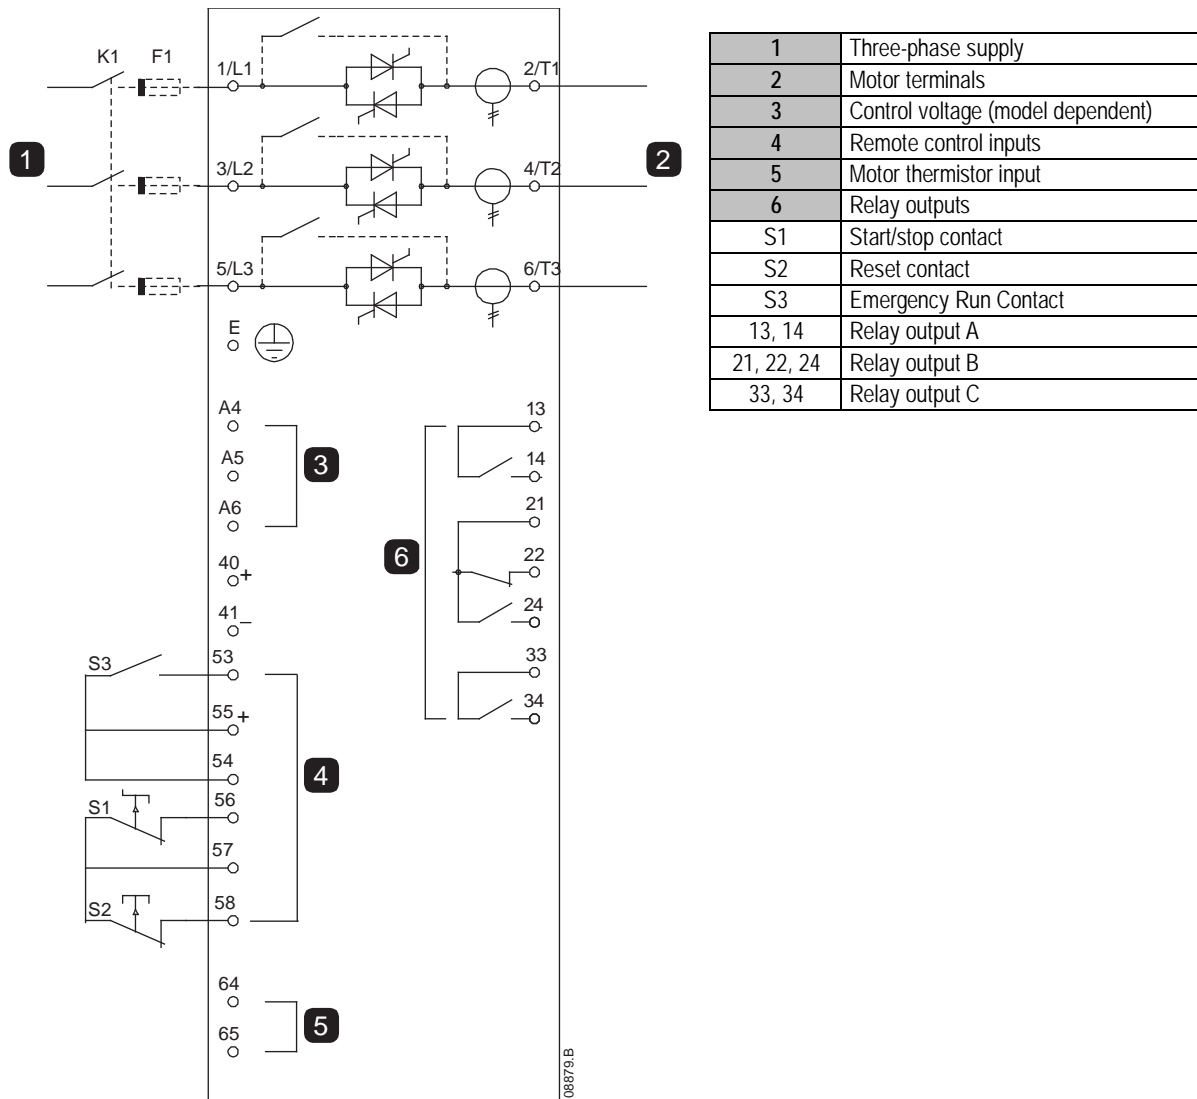 K1 F1
1/L1 2/T1
1
3/L2 4/T2
2
5/L3 6/T3
E
A4
A5
3
A6
40
+
41
–
S3 53
55
+
54
4
S1 56
57
S2 58
64
5
65
13
14
21
6
22
24
33
34
08879.B
1 Three-phase supply
2 Motor terminals
3 Control voltage (model dependent)
4 Remote control inputs
5 Motor thermistor input
6 Relay outputs
S1 Start/stop contact
S2 Reset contact
S3 Emergency Run Contact
13, 14 Relay output A
21, 22, 24 Relay output B
33, 34 Relay output C